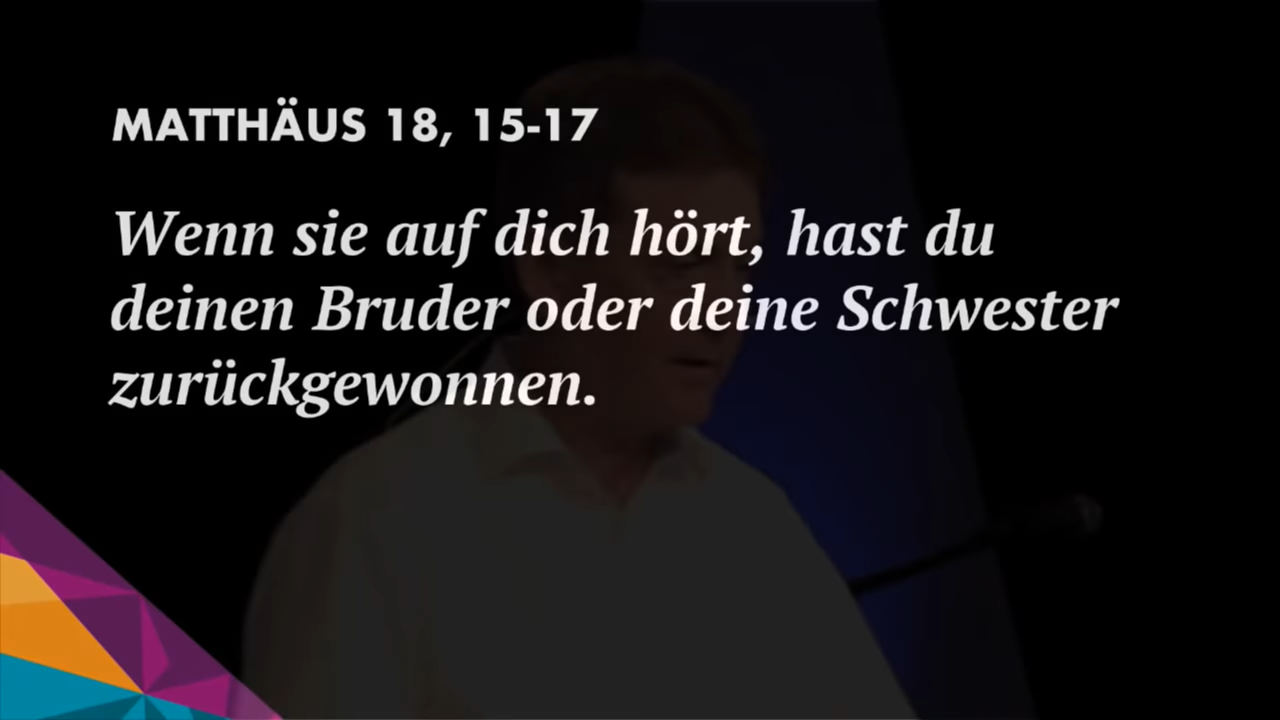 MATTHÄUS 18, 15-17
Wenn sie auf dich hört, hast du
deinen Bruder oder deine Schwester
zurückgewonnen.